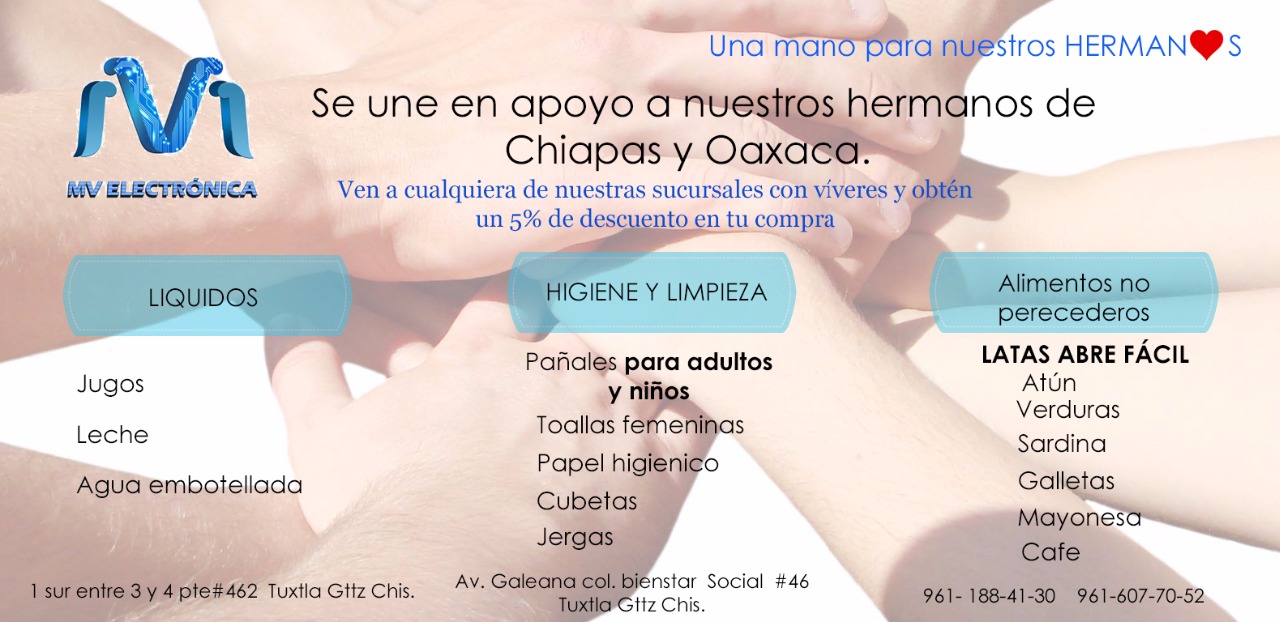 Una mano para nuestros HERMAN❤S
MV ELECTRÓNICA
Se une en apoyo a nuestros hermanos de
Chiapas y Oaxaca.
Ven a cualquiera de nuestras sucursales con víveres y obtén
un 5% de descuento en tu compra
LIQUIDOS
Jugos
Leche
Agua embotellada
HIGIENE Y LIMPIEZA
Pañales para adultos
y niños
Toallas femeninas
Papel higienico
Cubetas
Jergas
Alimentos no
perecederos
LATAS ABRE FÁCIL
Atún
Verduras
Sardina
Galletas
Mayonesa
Cafe
1 sur entre 3 y 4 pte#462 Tuxtla Gttz Chis.
Av. Galeana col. bienstar Social #46
Tuxtla Gttz Chis.
961- 188-41-30 961-607-70-52